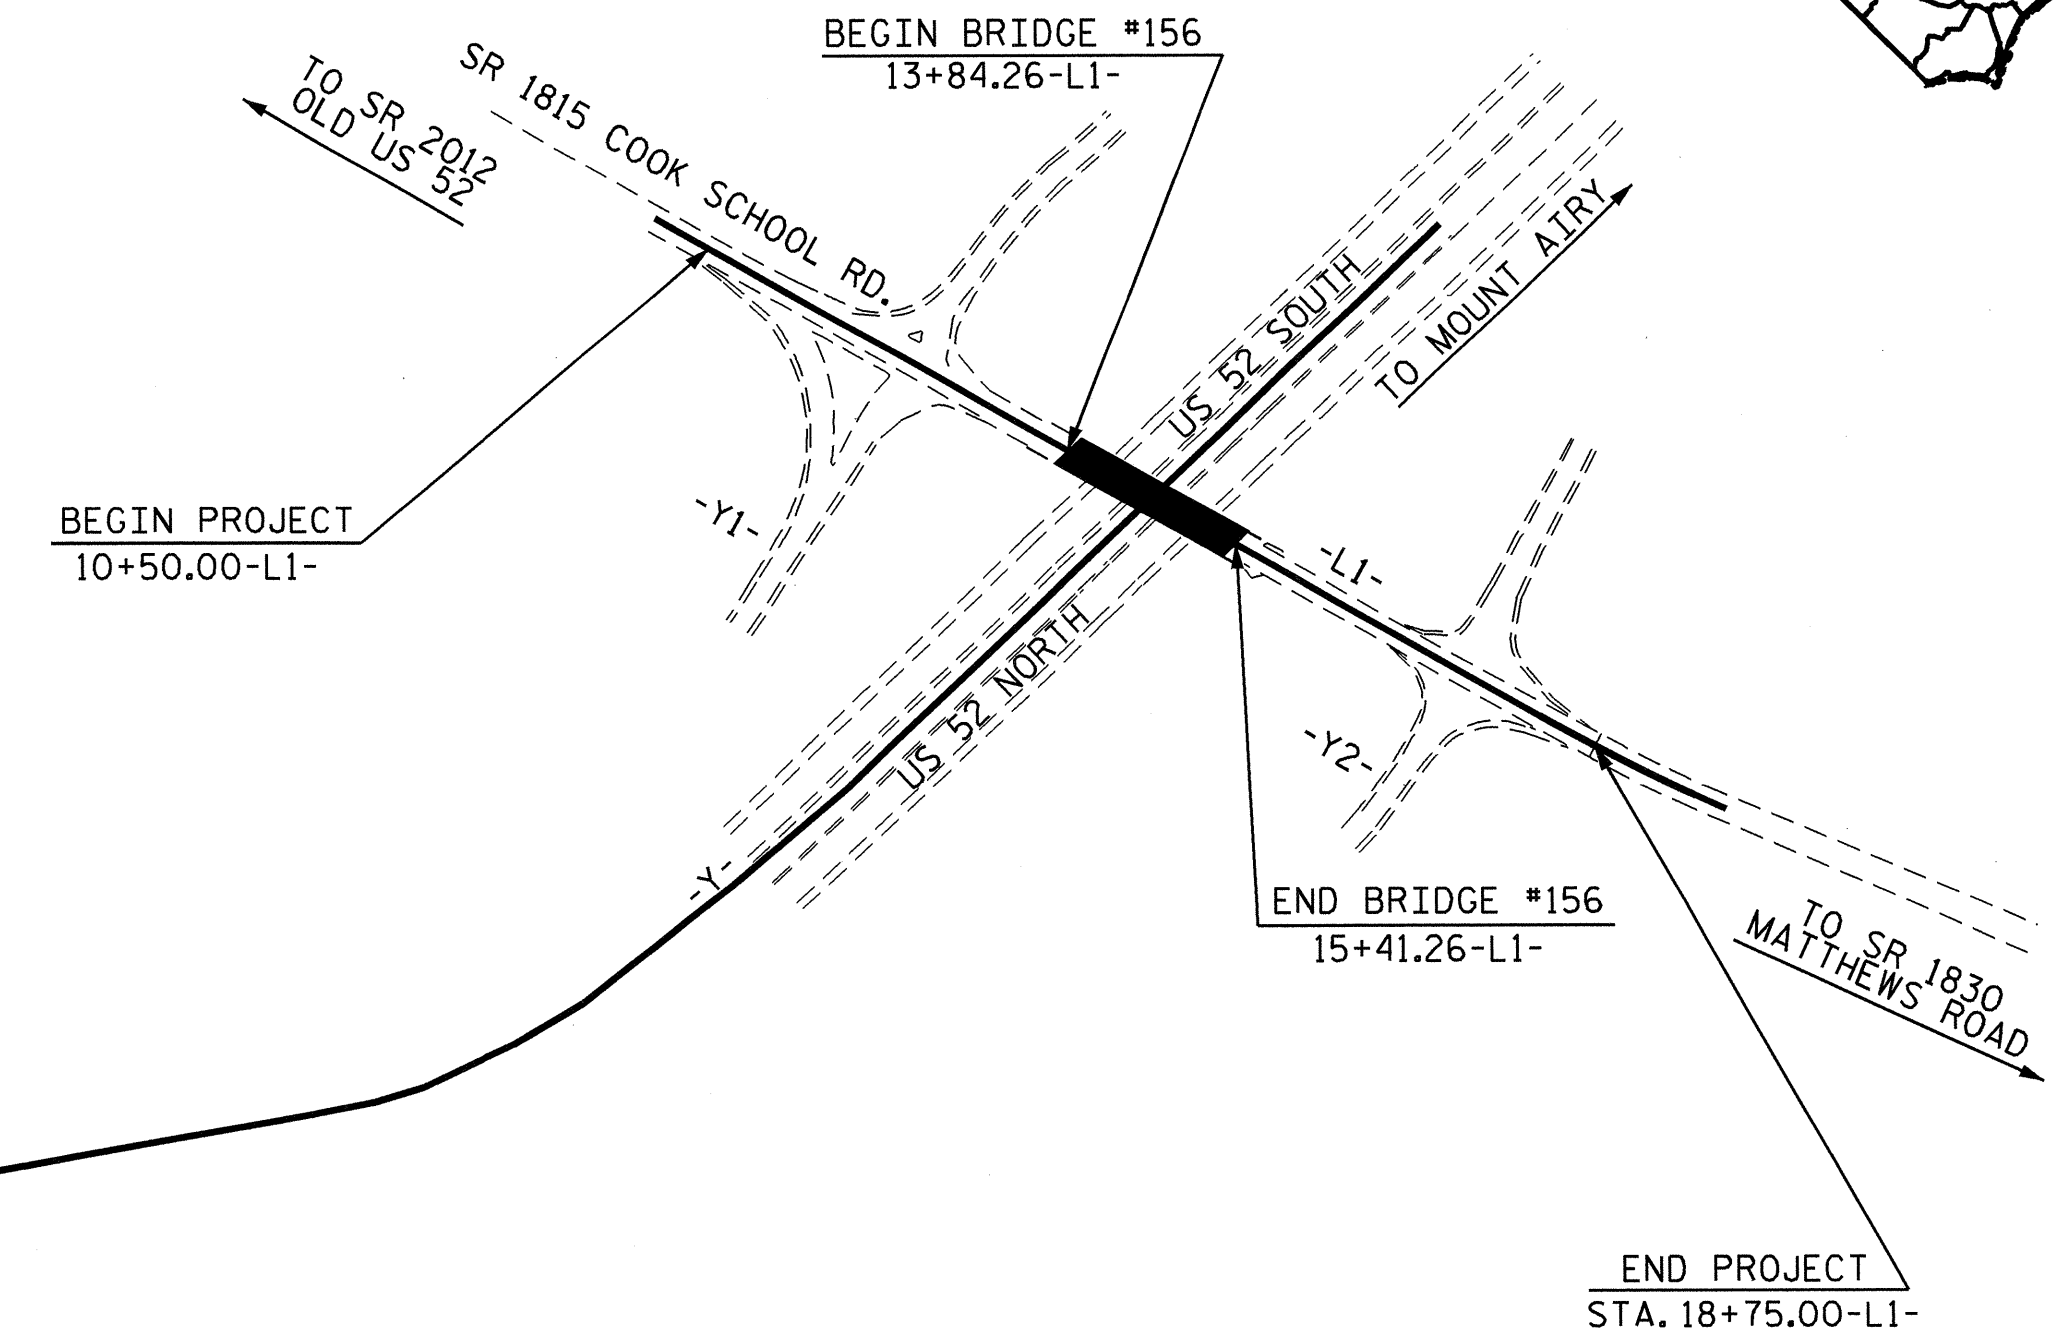 BEGIN BRIDGE #156
13+84.26-L1-
TO SR 2012
OLD US 52
SR 1815 COOK SCHOOL RD.
US 52 SOUTH
TO MOUNT AIRY
BEGIN PROJECT
10+50.00-L1-
-Y1-
-L1-
US 52 NORTH
-Y2-
-Y-
END BRIDGE #156
15+41.26-L1-
TO SR 1830
MATTHEWS ROAD
END PROJECT
STA. 18+75.00-L1-